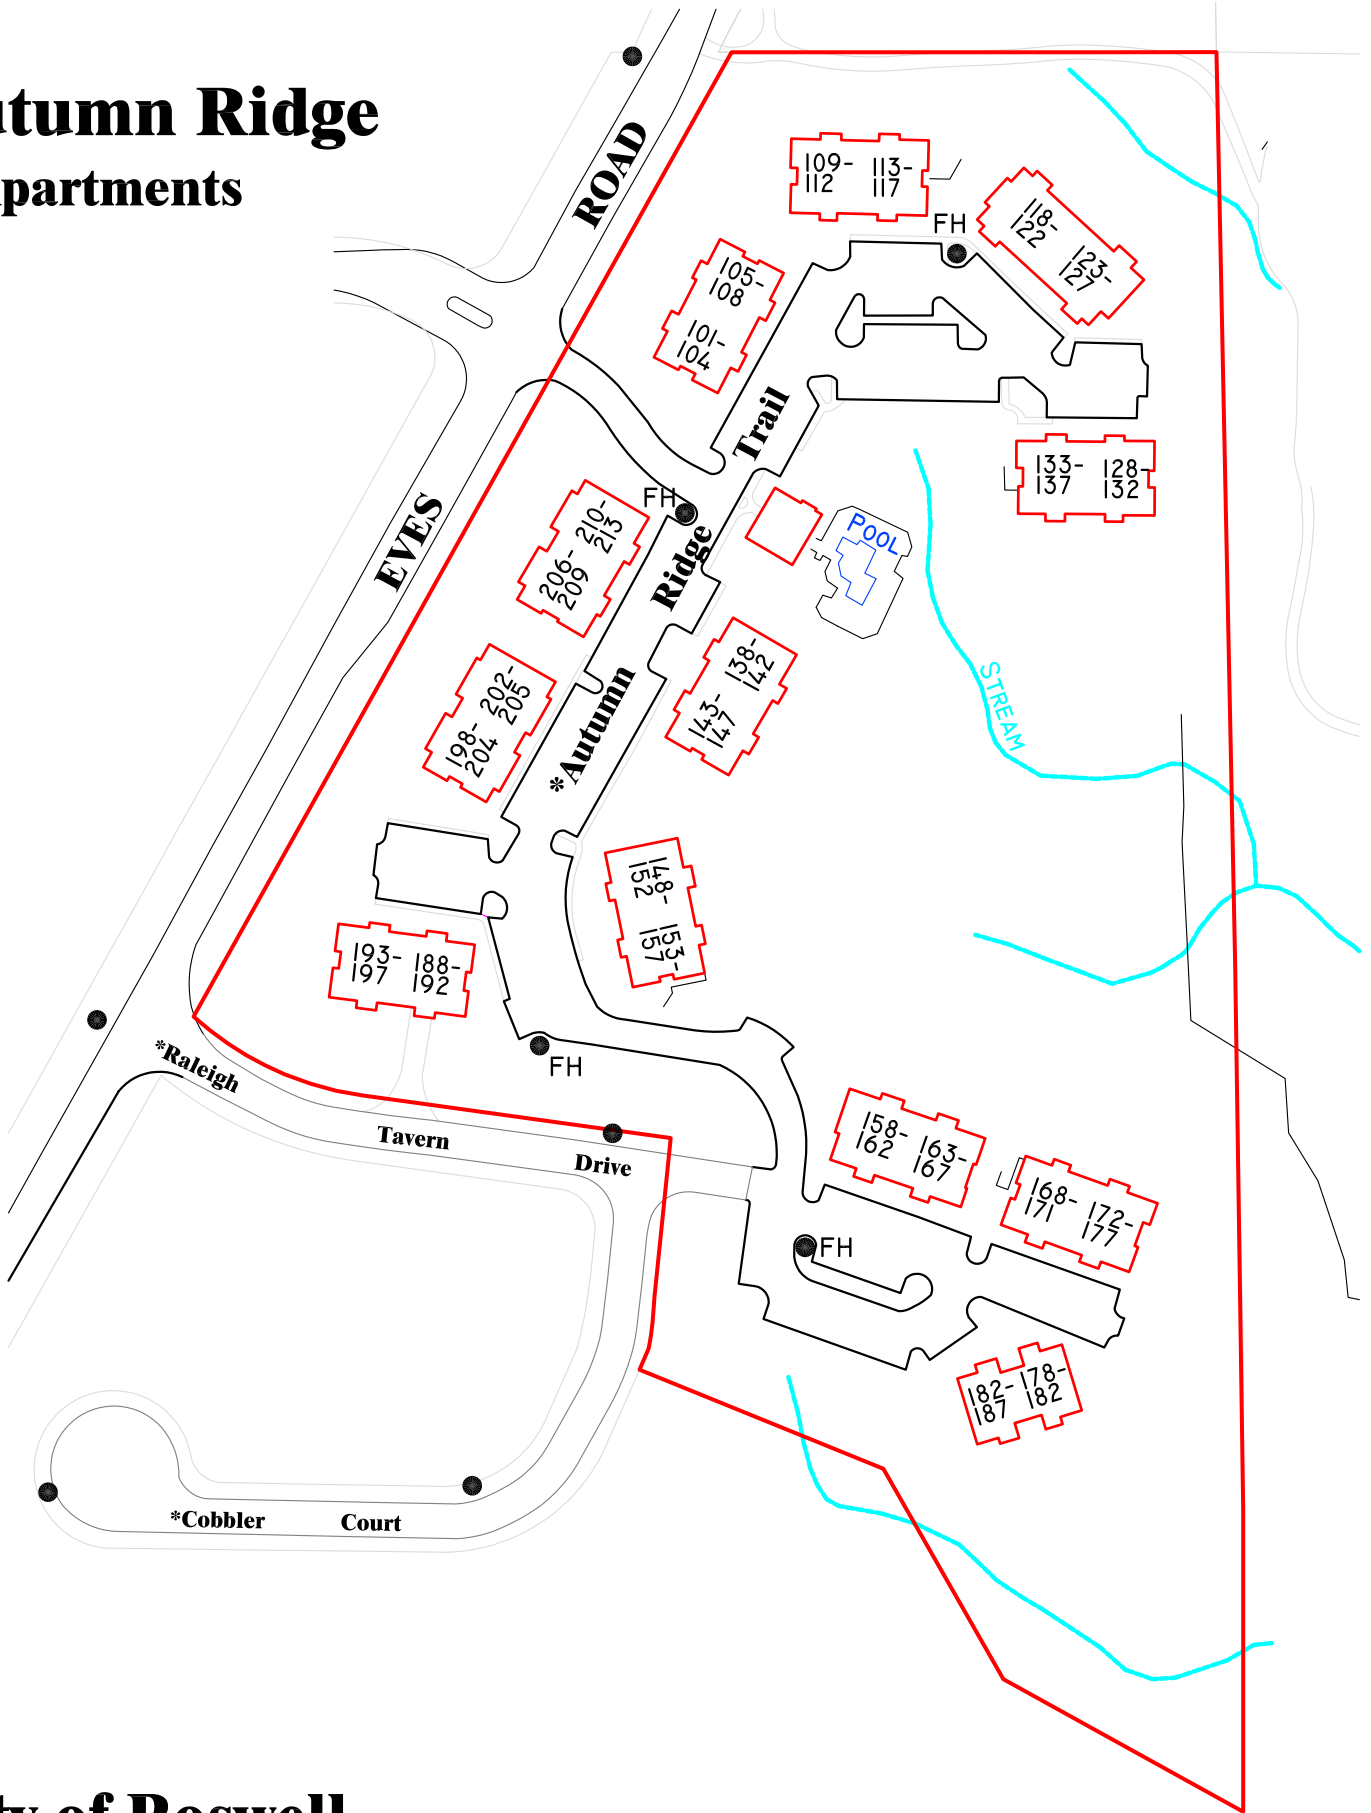 utumn Ridge
partments
ROAD
109-
112
113-
117
118-
122
123-
127
FH
105-
108
101-
104
Trail
133-
137
128-
132
FH
210-
213
206-
209
EVES
Ridge
POOL
STREAM
138-
142
143-
147
202-
205
198-
204
*Autumn
148-
152
153-
157
193-
197
188-
192
FH
*Raleigh
Tavern
Drive
158-
162
163-
167
168-
171
172-
177
FH
182-
187
178-
182
*Cobbler Court
ty of Roswell